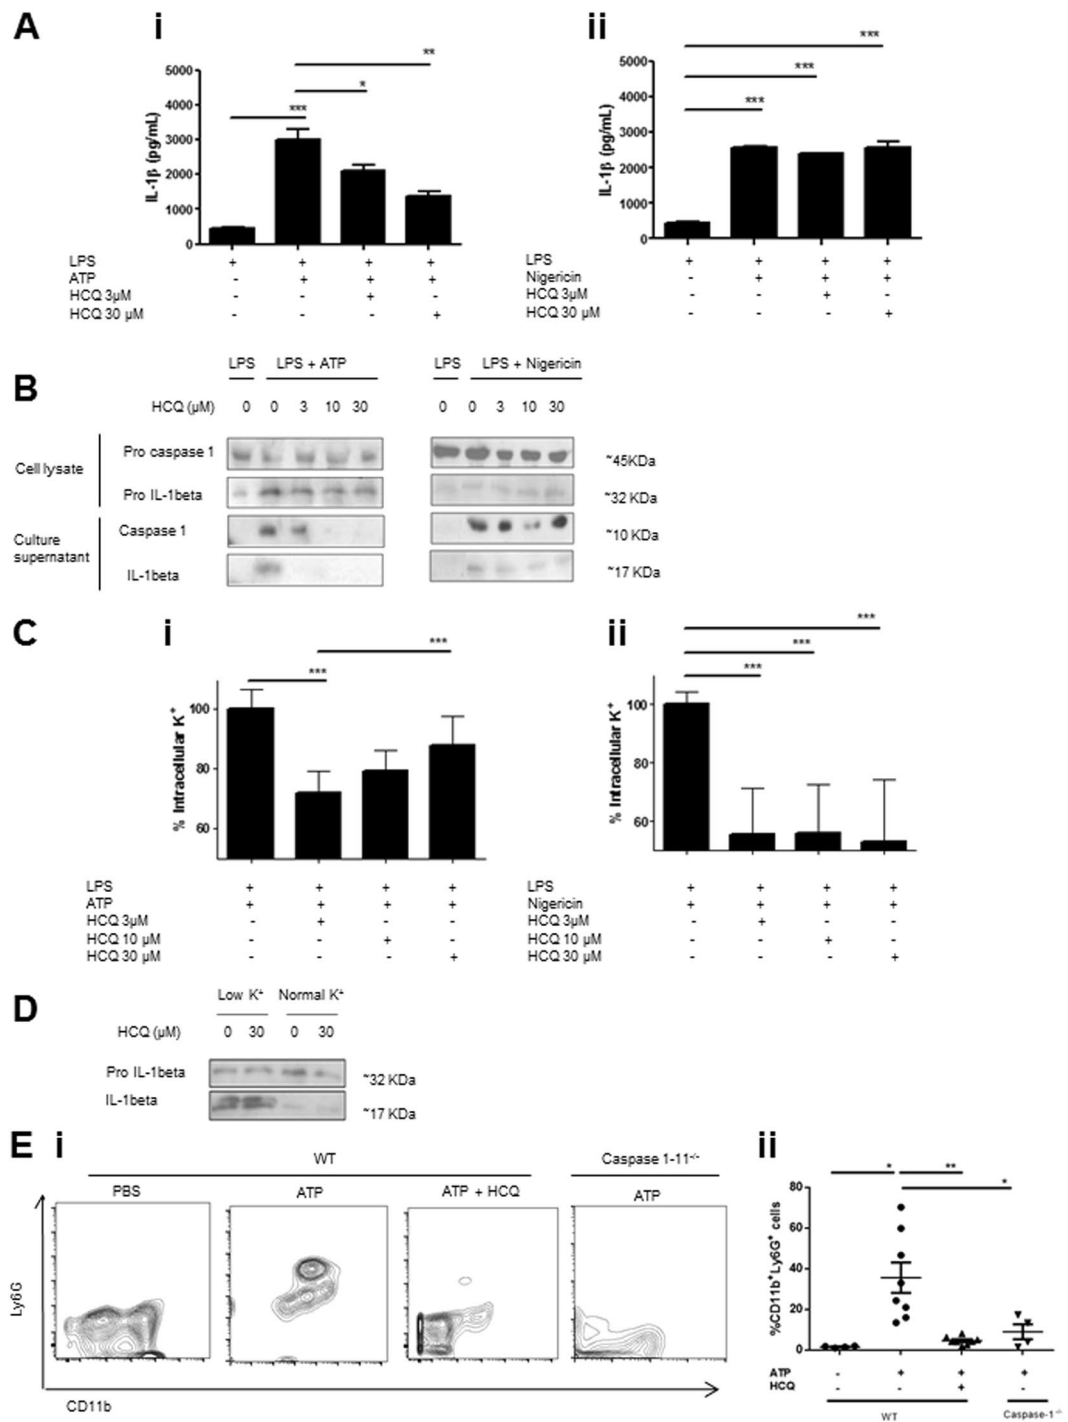 A
i
ii
***
**
*
***
***
***
***
5000
4000
3000
2000
1000
0
IL-1β (pg/mL)
5000
4000
3000
2000
1000
0
IL-1β (pg/mL)
LPS + + + +
ATP - + + +
HCQ 3µM - - + -
HCQ 30 µM - - - +
LPS + + + +
Nigericin - + + +
HCQ 3µM - - + -
HCQ 30 µM - - - +
B
LPS LPS + ATP LPS LPS + Nigericin
HCQ (µM) 0 0 3 10 30 0 0 3 10 30
Cell lysate
Pro caspase 1 ~45KDa
Pro IL-1beta ~32 KDa
Culture
supernatant
Caspase 1 ~10 KDa
IL-1beta ~17 KDa
C
i
ii
***
***
***
***
***
100
80
60
% Intracellular K⁺
100
80
60
% Intracellular K⁺
LPS + + + +
ATP + + + +
HCQ 3µM - + - -
HCQ 10 µM - - + -
HCQ 30 µM - - - +
LPS + + + +
Nigericin + + + +
HCQ 3µM - + - -
HCQ 10 µM - - + -
HCQ 30 µM - - - +
D
Low K⁺ Normal K⁺
HCQ (µM) 0 30 0 30
Pro IL-1beta ~32 KDa
IL-1beta ~17 KDa
E
i
ii
WT Caspase 1-11⁻/⁻
PBS ATP ATP + HCQ ATP
Ly6G
CD11b
* **
*
80
60
40
20
0
%CD11b⁺Ly6G⁺ cells
ATP - + + +
HCQ - - + -
WT Caspase-1⁻/⁻